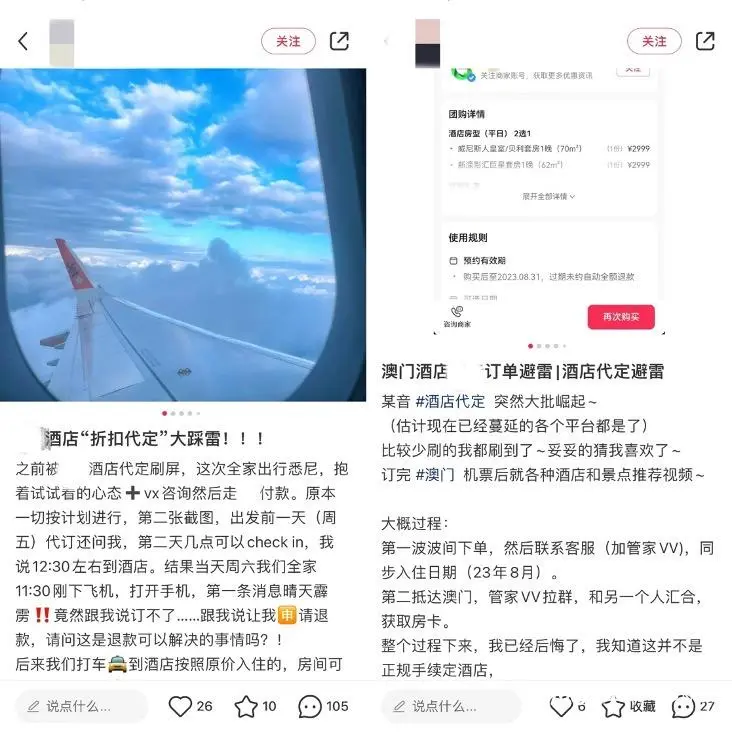 关注
酒店“折扣代定”大踩雷！！！
之前被 酒店代定刷屏，这次全家出行悉尼，抱
着试试看的心态➕vx咨询然后走 付款。原本
一切按计划进行，第二张截图，出发前一天（周
五）代订还问我，第二天几点可以check in，我
说12:30左右到酒店。结果当天周六我们全家
11:30刚下飞机，打开手机，第一条消息晴天霹
雳‼️竟然跟我说订不了......跟我说让我🈸请退
款，请问这是退款可以解决的事情吗？！
后来我们打车🚖到酒店按照原价入住的，房间可
说点什么...
26
10
105
关注
关注商家账号，获取更多优惠资讯
团购详情
酒店房型（平日） 2选1
· 威尼斯人皇室/贝利套房1晚（70m²） (1份) ¥2999
· 新濠影汇巨星套房1晚（62m²） (1份) ¥2999
展开全部详情
使用规则
预约有效期
· 购买后至2023.08.31，过期未约自动全额退款
可选日期
咨询商家
再次购买
澳门酒店 订单避雷|酒店代定避雷
某音 #酒店代定 突然大批崛起~
（估计现在已经蔓延的各个平台都是了）
比较少刷的我都刷到了~妥妥的猜我喜欢了~
订完 #澳门 机票后就各种酒店和景点推荐视频~
大概过程：
第一波波间下单，然后联系客服（加管家VV)，同
步入住日期（23年8月）。
第二抵达澳门，管家VV拉群，和另一个人汇合，
获取房卡。
整个过程下来，我已经后悔了，我知道这并不是
正规手续定酒店，
说点什么...
6
收藏
27